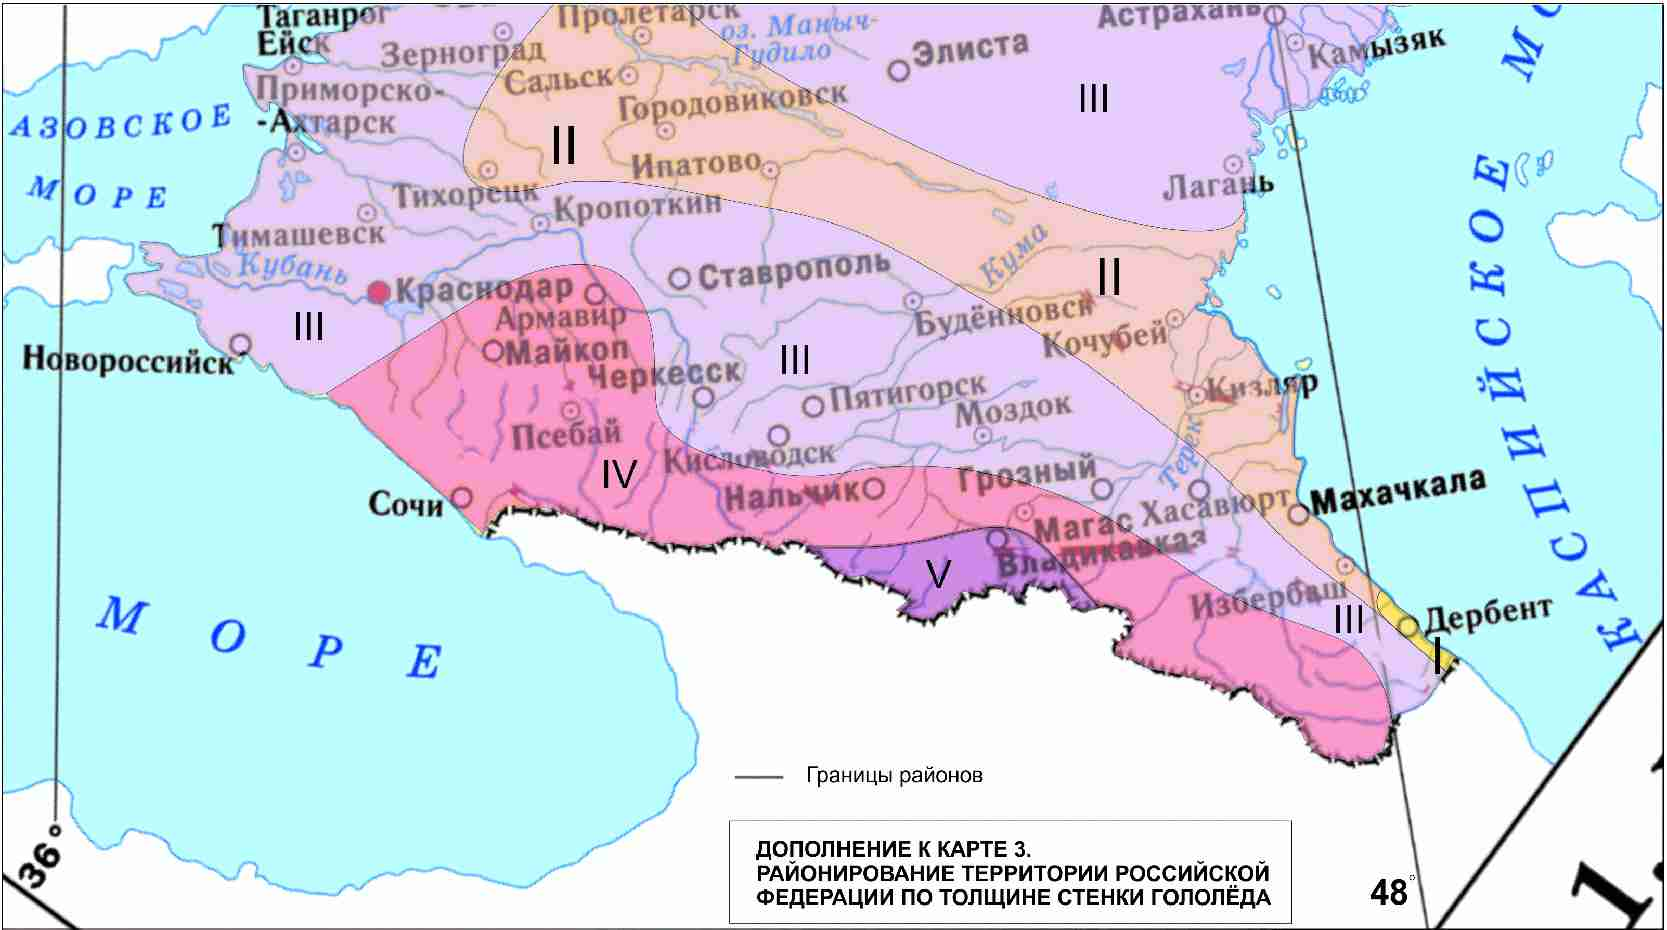 Таганрог
Ейск
Зерноград
Пролетарск
оз. Маныч-
Гудило
Элиста
Астрахань
Камызяк
Приморско-
-Ахтарск
Сальск
Городовиковск
III
АЗОВСКОЕ
МОРЕ
II
Ипатово
Лагань
Тихорецк
Кропоткин
Тимашевск
Кубань
Краснодар
Ставрополь
Кума
II
Армавир
Будённовск
Кочубей
III
Новороссийск
Майкоп
Черкесск
III
Пятигорск
Моздок
Кизляр
Псебай
Кисловодск
Терек
IV
Нальчик
Грозный
Сочи
Хасавюрт
Махачкала
Магас
Владикавказ
V
Избербаш
III
Дербент
I
КАСПИЙСКОЕ
МО
МОРЕ
Границы районов
ДОПОЛНЕНИЕ К КАРТЕ 3.
РАЙОНИРОВАНИЕ ТЕРРИТОРИИ РОССИЙСКОЙ
ФЕДЕРАЦИИ ПО ТОЛЩИНЕ СТЕНКИ ГОЛОЛЁДА
36°
48°